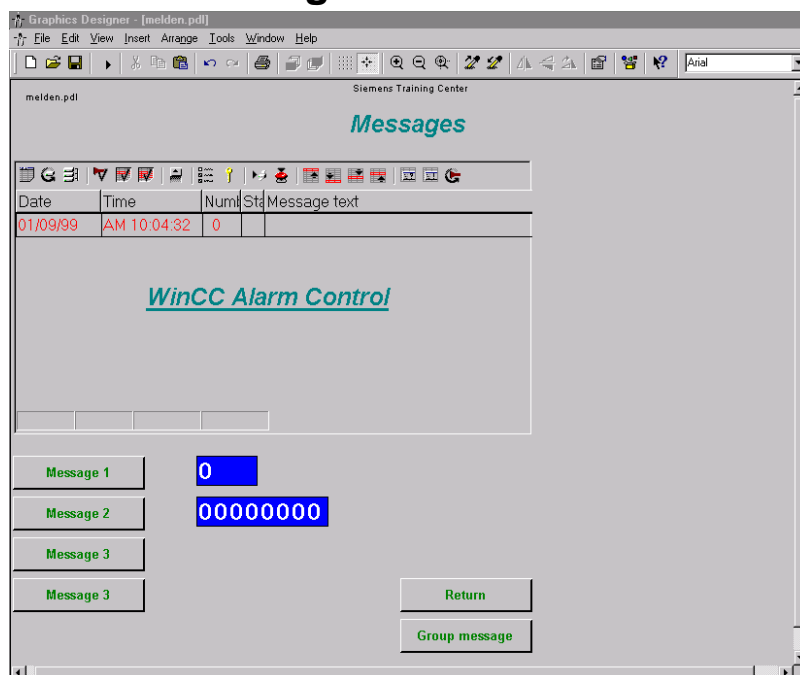 Graphics Designer - [melden.pdl]
File Edit View Insert Arrange Tools Window Help
Arial
Siemens Training Center
melden.pdl
Messages
Date Time Numb Sta Message text
01/09/99 AM 10:04:32 0
WinCC Alarm Control
Message 1 0
Message 2 00000000
Message 3
Message 3 Return
Group message